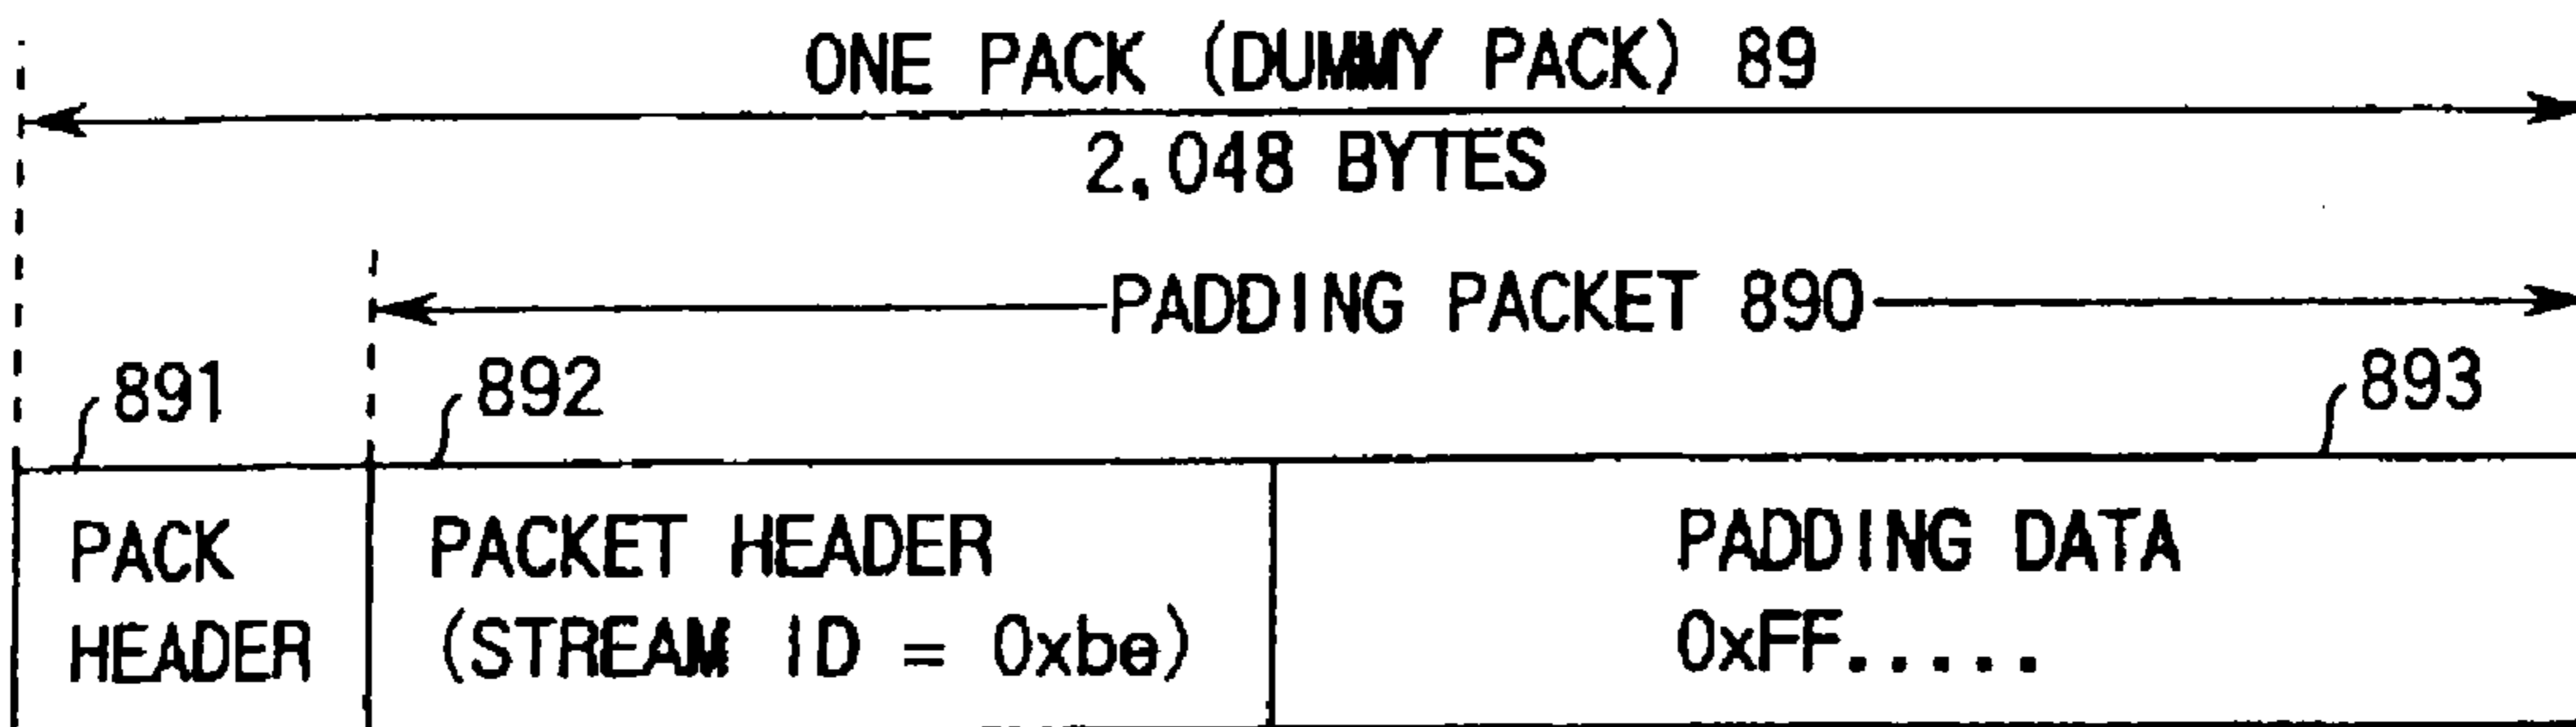 ONE PACK (DUMMY PACK) 89
2,048 BYTES
PADDING PACKET 890
891
892
893
PACK
HEADER
PACKET HEADER
(STREAM ID = 0xbe)
PADDING DATA
0xFF.....